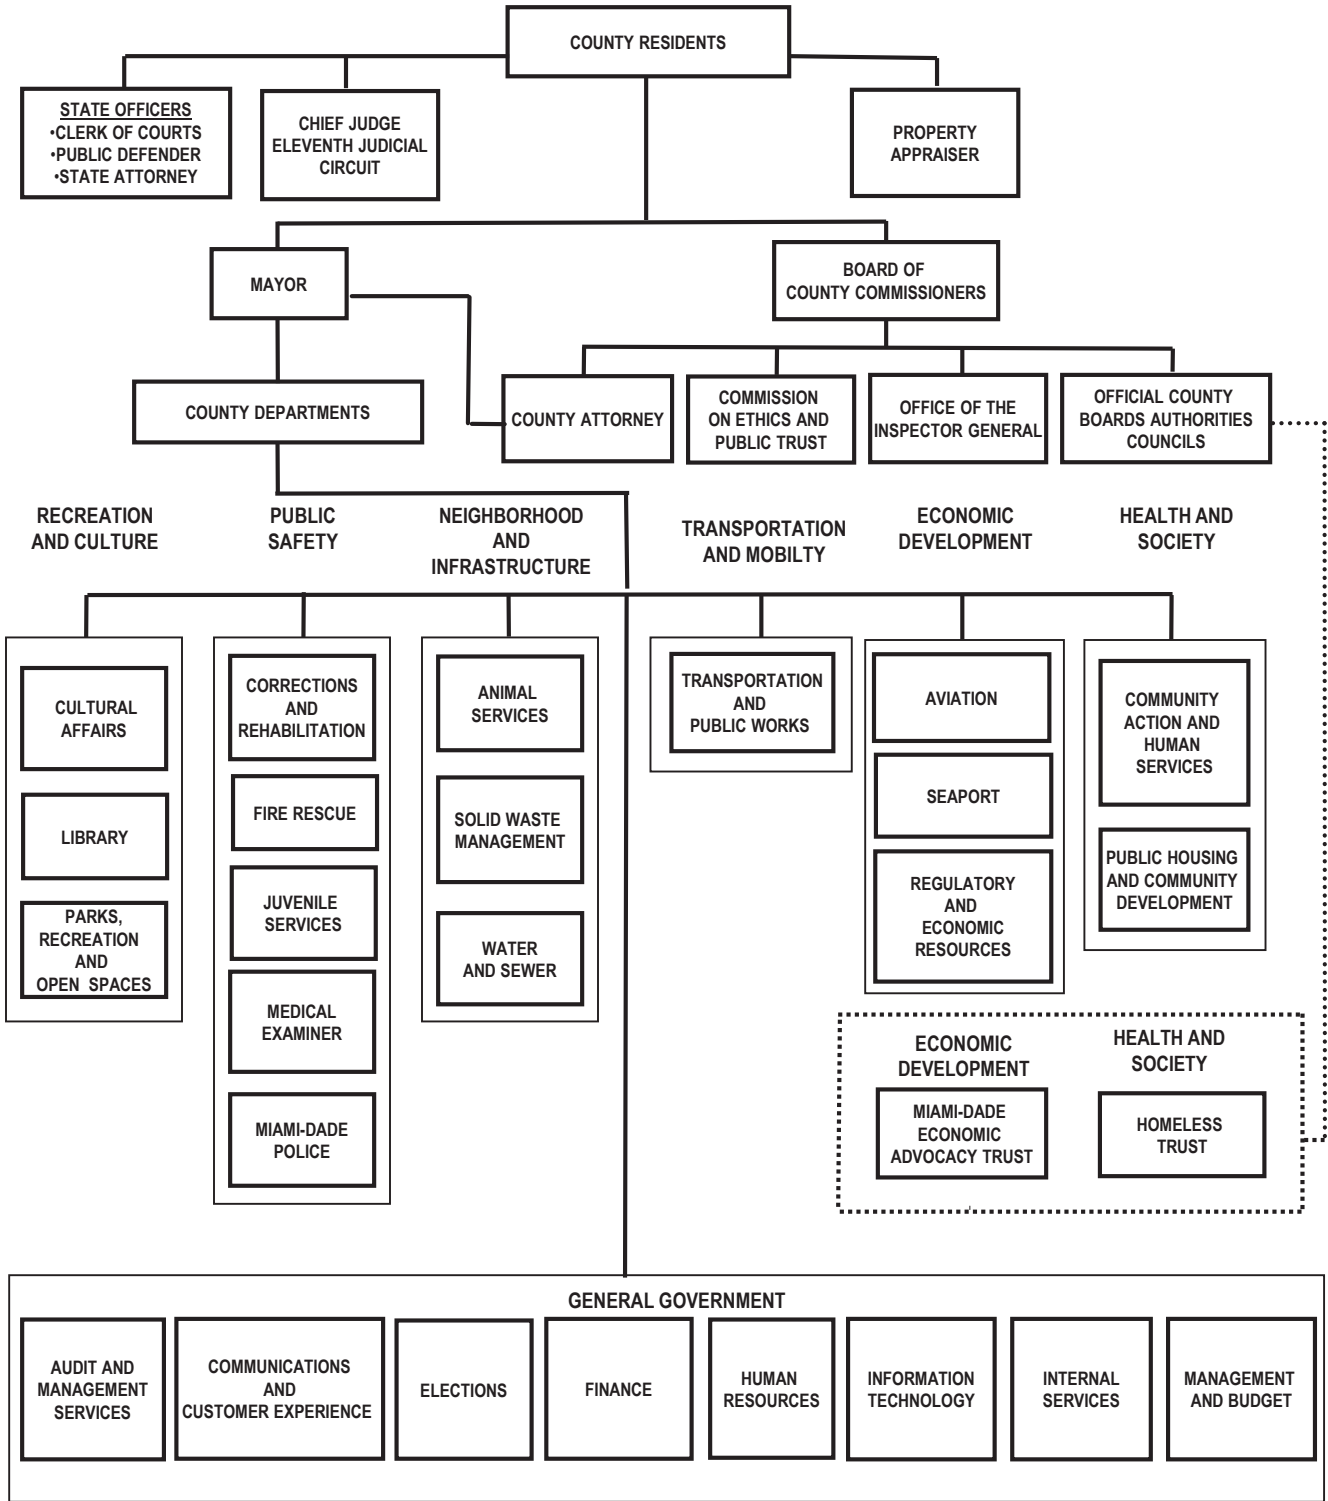 COUNTY RESIDENTS
STATE OFFICERS
•CLERK OF COURTS
•PUBLIC DEFENDER
•STATE ATTORNEY
CHIEF JUDGE
ELEVENTH JUDICIAL
CIRCUIT
PROPERTY
APPRAISER
MAYOR
BOARD OF
COUNTY COMMISSIONERS
COUNTY DEPARTMENTS
COUNTY ATTORNEY
COMMISSION
ON ETHICS AND
PUBLIC TRUST
OFFICE OF THE
INSPECTOR GENERAL
OFFICIAL COUNTY
BOARDS AUTHORITIES
COUNCILS
RECREATION
AND CULTURE
PUBLIC
SAFETY
NEIGHBORHOOD
AND
INFRASTRUCTURE
TRANSPORTATION
AND MOBILTY
ECONOMIC
DEVELOPMENT
HEALTH AND
SOCIETY
CULTURAL
AFFAIRS
LIBRARY
PARKS,
RECREATION
AND
OPEN SPACES
CORRECTIONS
AND
REHABILITATION
FIRE RESCUE
JUVENILE
SERVICES
MEDICAL
EXAMINER
MIAMI-DADE
POLICE
ANIMAL
SERVICES
SOLID WASTE
MANAGEMENT
WATER
AND SEWER
TRANSPORTATION
AND
PUBLIC WORKS
AVIATION
SEAPORT
REGULATORY
AND
ECONOMIC
RESOURCES
COMMUNITY
ACTION AND
HUMAN
SERVICES
PUBLIC HOUSING
AND COMMUNITY
DEVELOPMENT
ECONOMIC
DEVELOPMENT
MIAMI-DADE
ECONOMIC
ADVOCACY TRUST
HEALTH AND
SOCIETY
HOMELESS
TRUST
GENERAL GOVERNMENT
AUDIT AND
MANAGEMENT
SERVICES
COMMUNICATIONS
AND
CUSTOMER EXPERIENCE
ELECTIONS
FINANCE
HUMAN
RESOURCES
INFORMATION
TECHNOLOGY
INTERNAL
SERVICES
MANAGEMENT
AND BUDGET